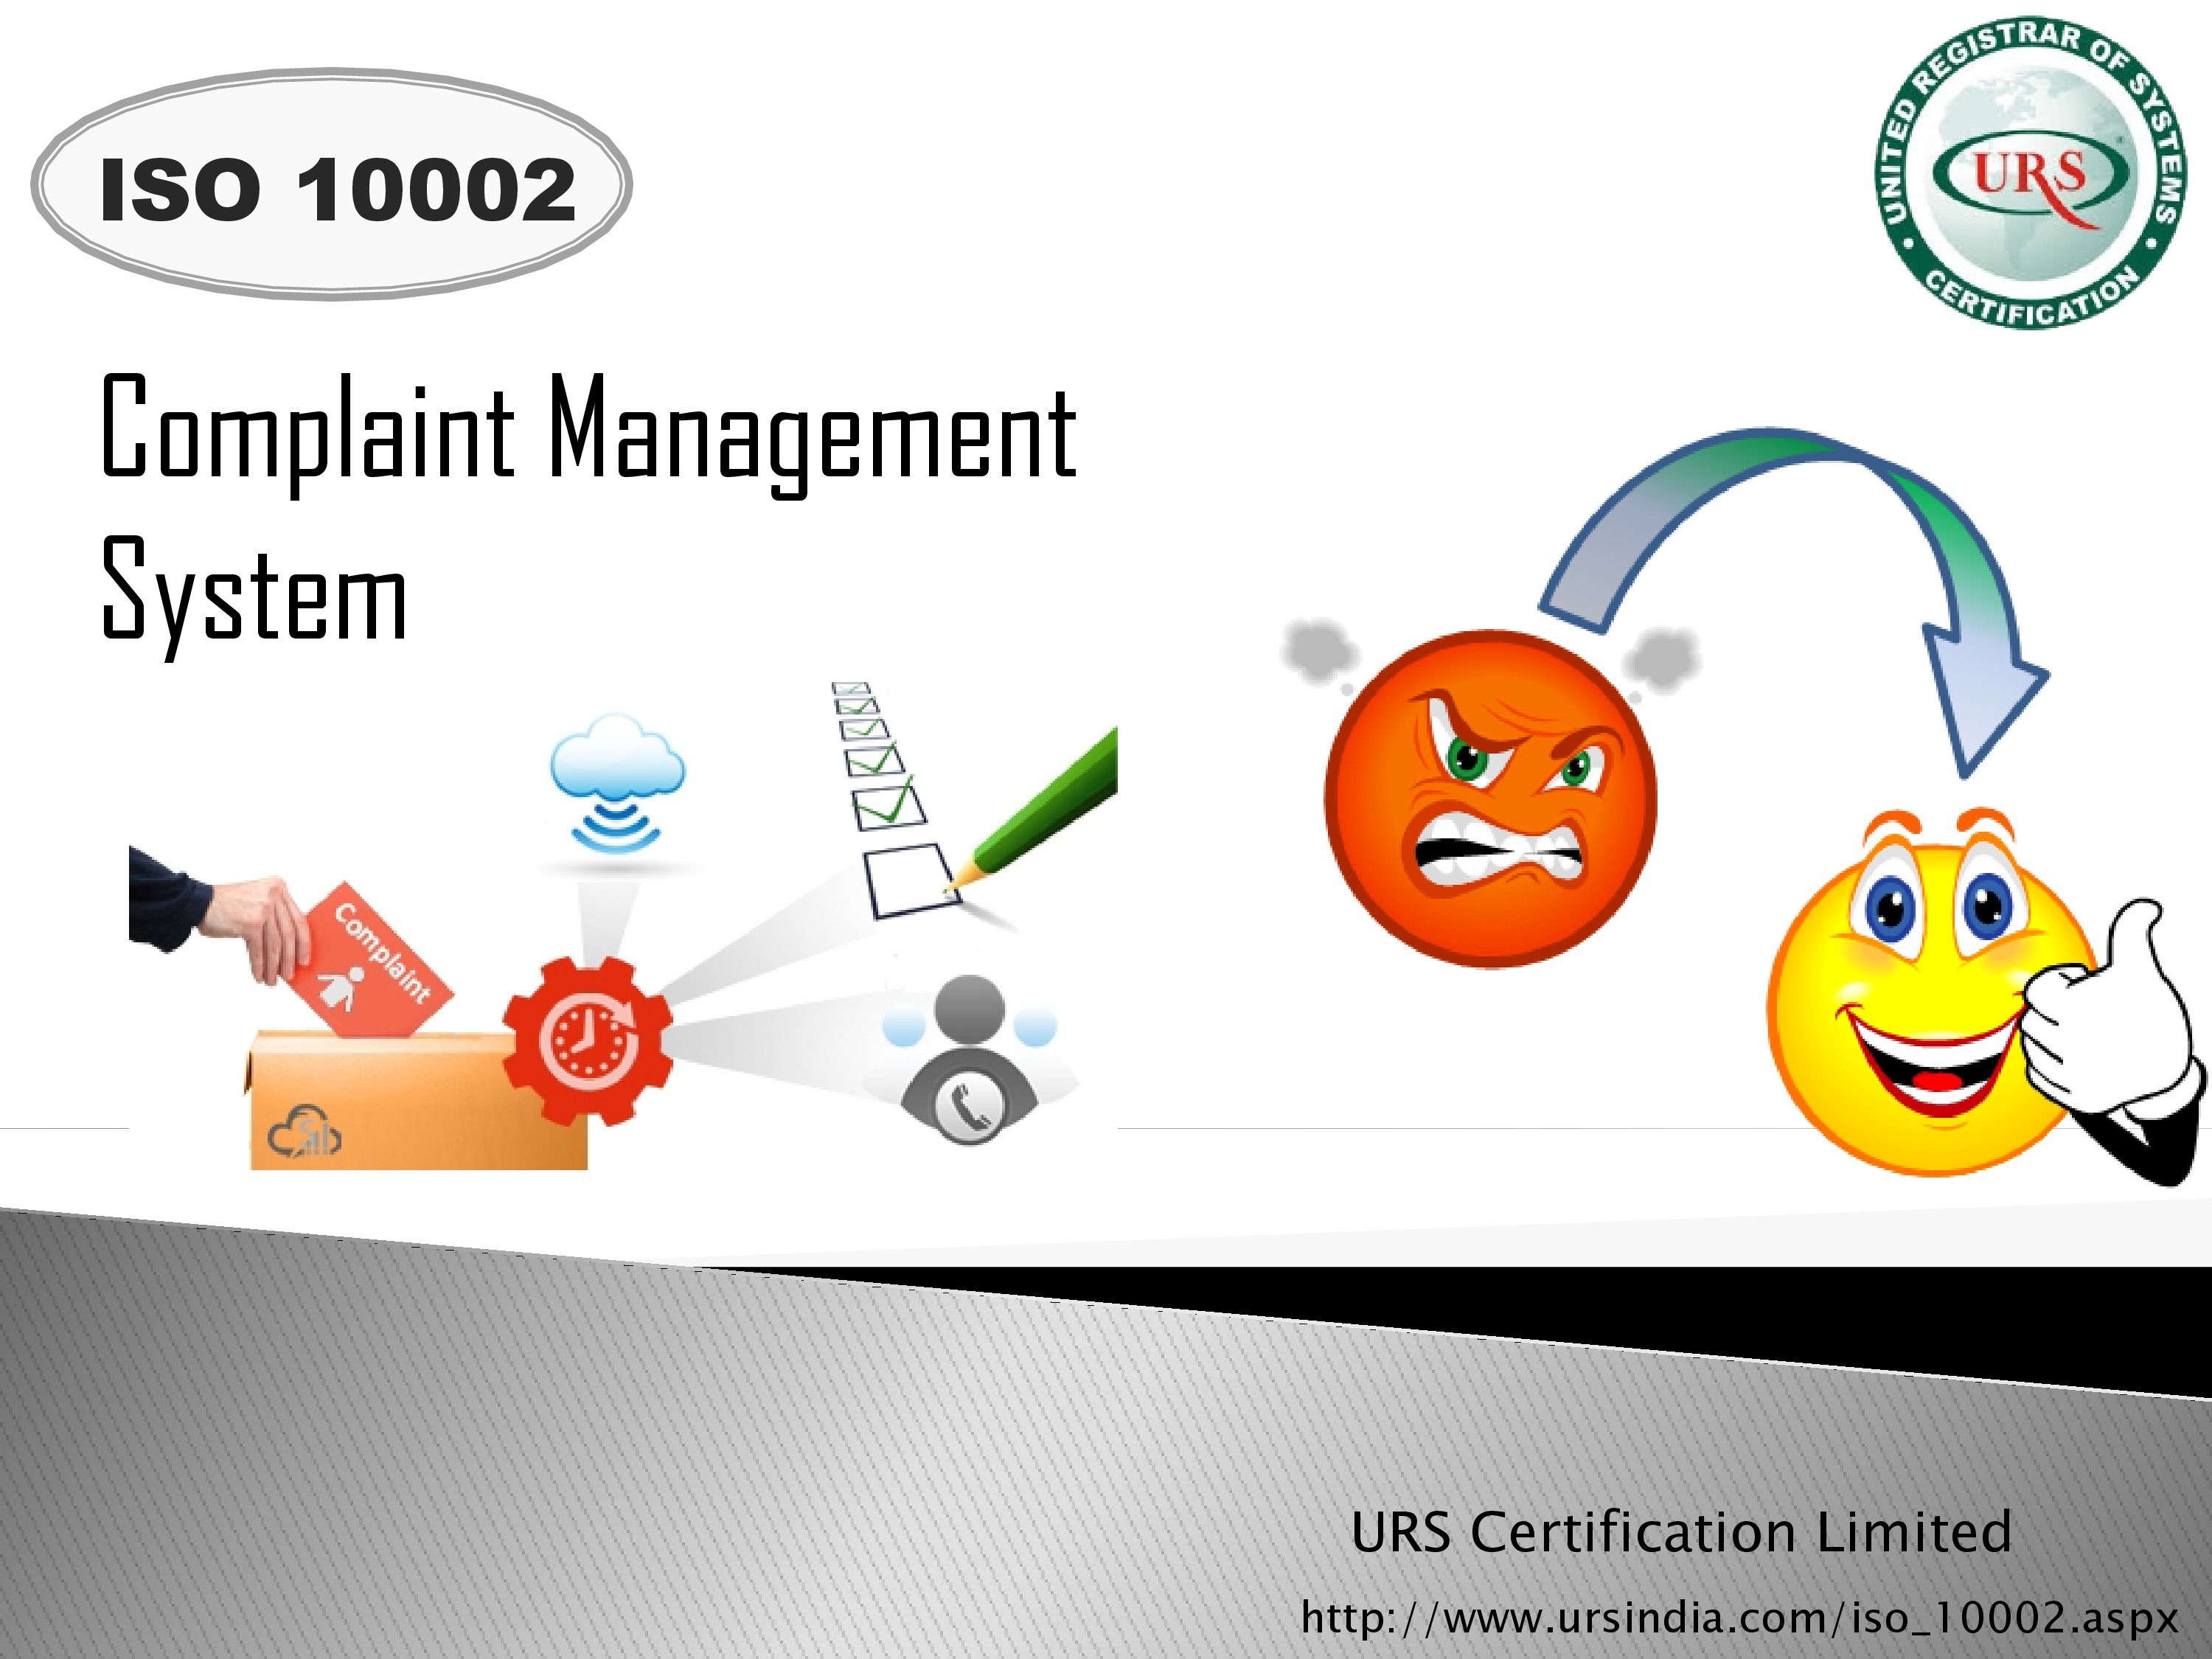 ISO 10002
UNITED REGISTRAR OF SYSTEMS
URS
CERTIFICATION
Complaint Management
System
Complaint
URS Certification Limited
http://www.ursindia.com/iso_10002.aspx